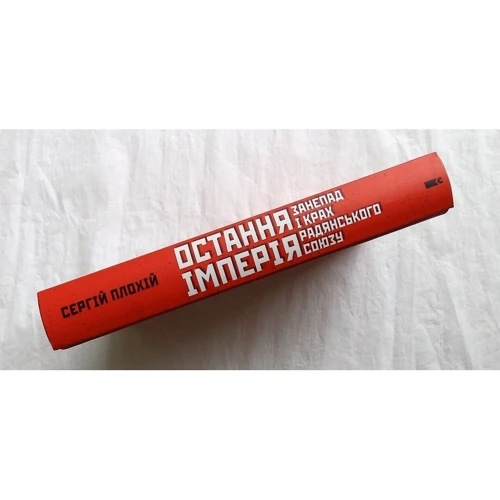 СЕРГІЙ ПЛОХІЙ
ОСТАННЯ
ІМПЕРІЯ
ЗАНЕПАД
І КРАХ
РАДЯНСЬКОГО
СОЮЗУ